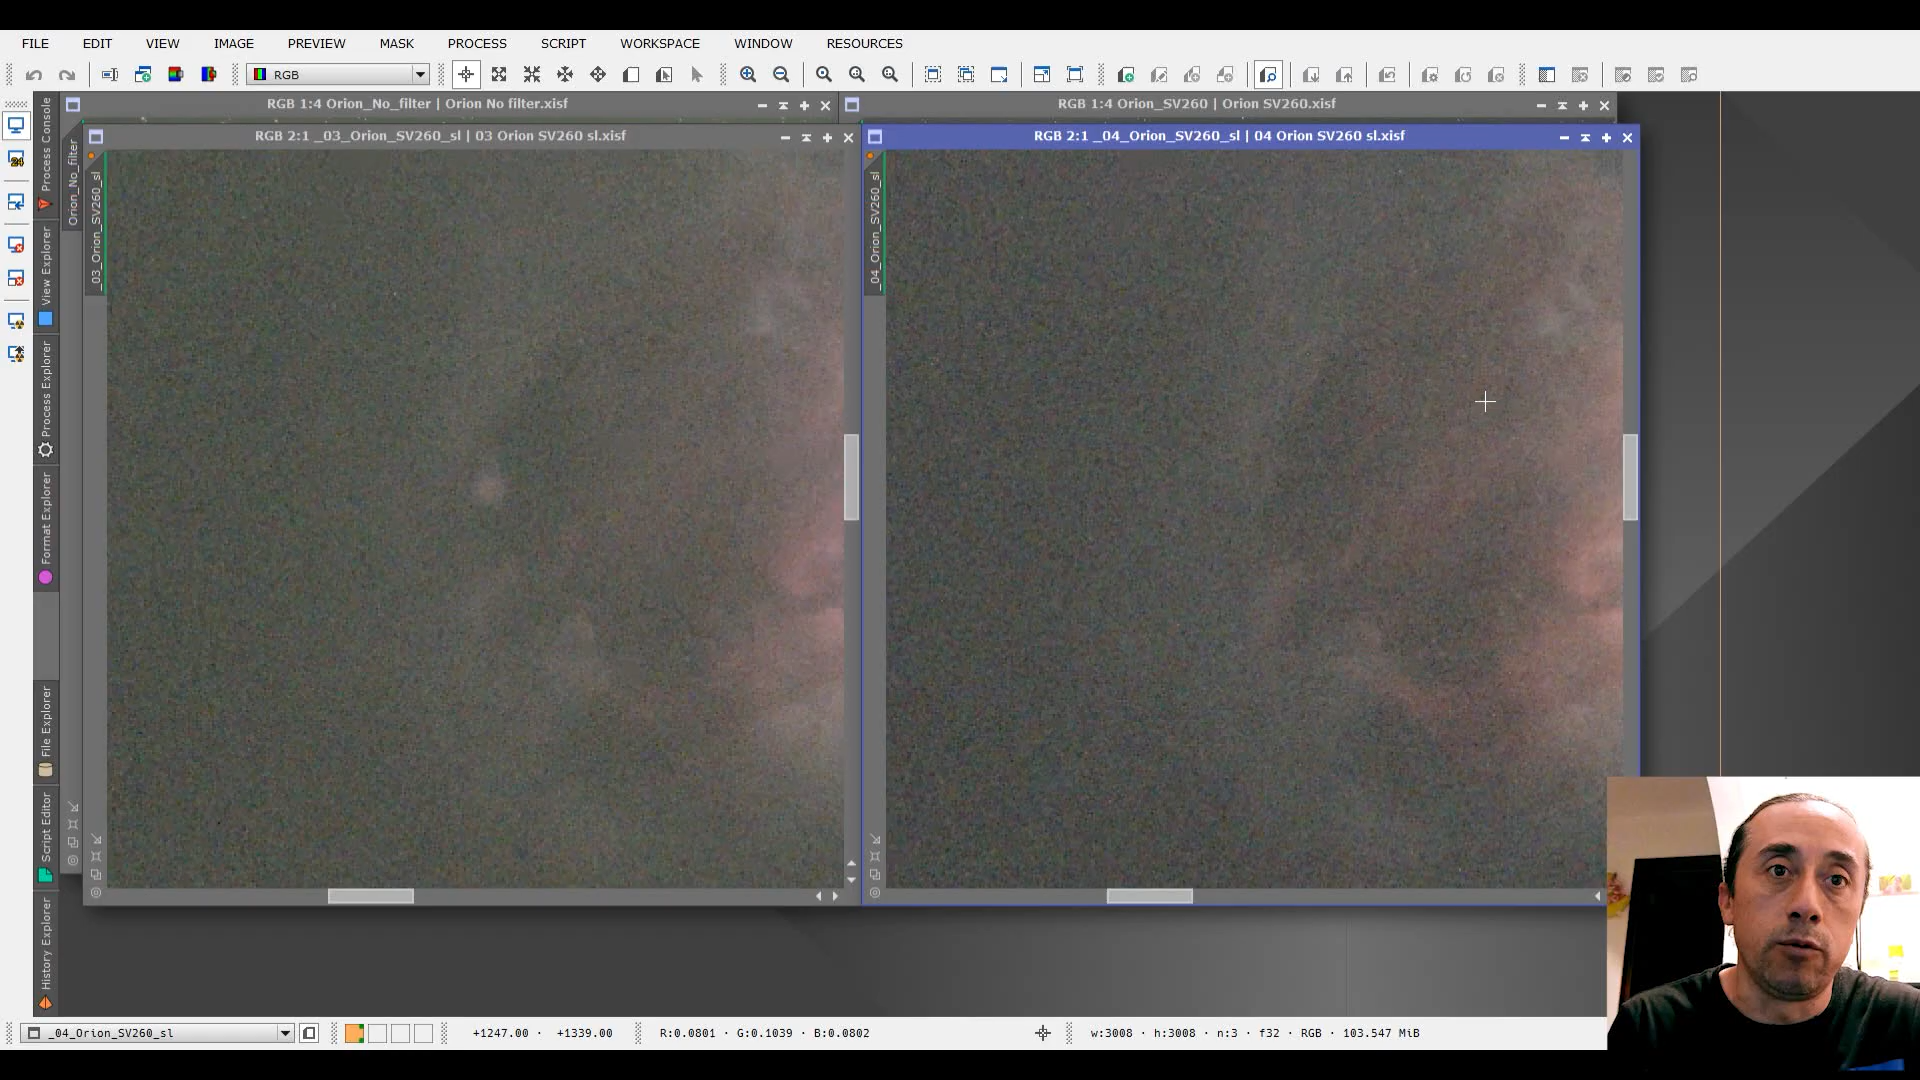 FILE EDIT VIEW IMAGE PREVIEW MASK PROCESS SCRIPT WORKSPACE WINDOW RESOURCES
RGB
RGB 1:4 Orion_No_filter | Orion No filter.xisf
RGB 1:4 Orion_SV260 | Orion SV260.xisf
RGB 2:1 _03_Orion_SV260_sl | 03 Orion SV260 sl.xisf
RGB 2:1 _04_Orion_SV260_sl | 04 Orion SV260 sl.xisf
Process Console
View Explorer
Process Explorer
Format Explorer
File Explorer
Script Editor
History Explorer
Orion_No_filter
_03_Orion_SV260_sl
_04_Orion_SV260_sl
24
_04_Orion_SV260_sl
+1247.00 · +1339.00
R:0.0801 · G:0.1039 · B:0.0802
w:3008 · h:3008 · n:3 · f32 · RGB · 103.547 MiB